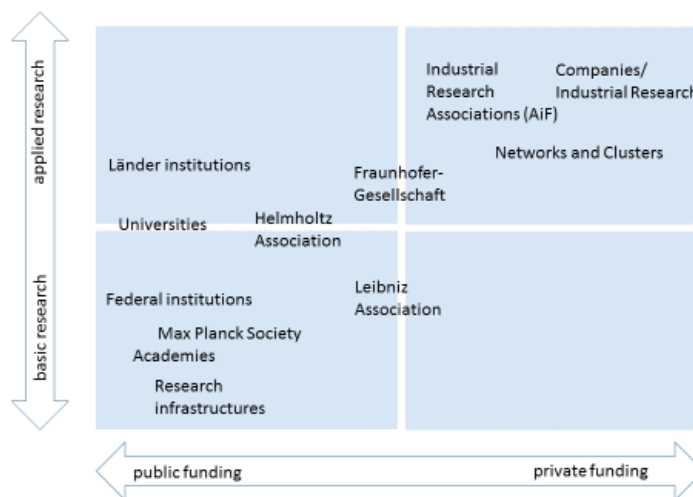 applied research
basic research
Industrial
Research
Associations (AiF)
Companies/
Industrial Research
Networks and Clusters
Länder institutions
Fraunhofer-
Gesellschaft
Universities
Helmholtz
Association
Federal institutions
Leibniz
Association
Max Planck Society
Academies
Research
infrastructures
public funding
private funding